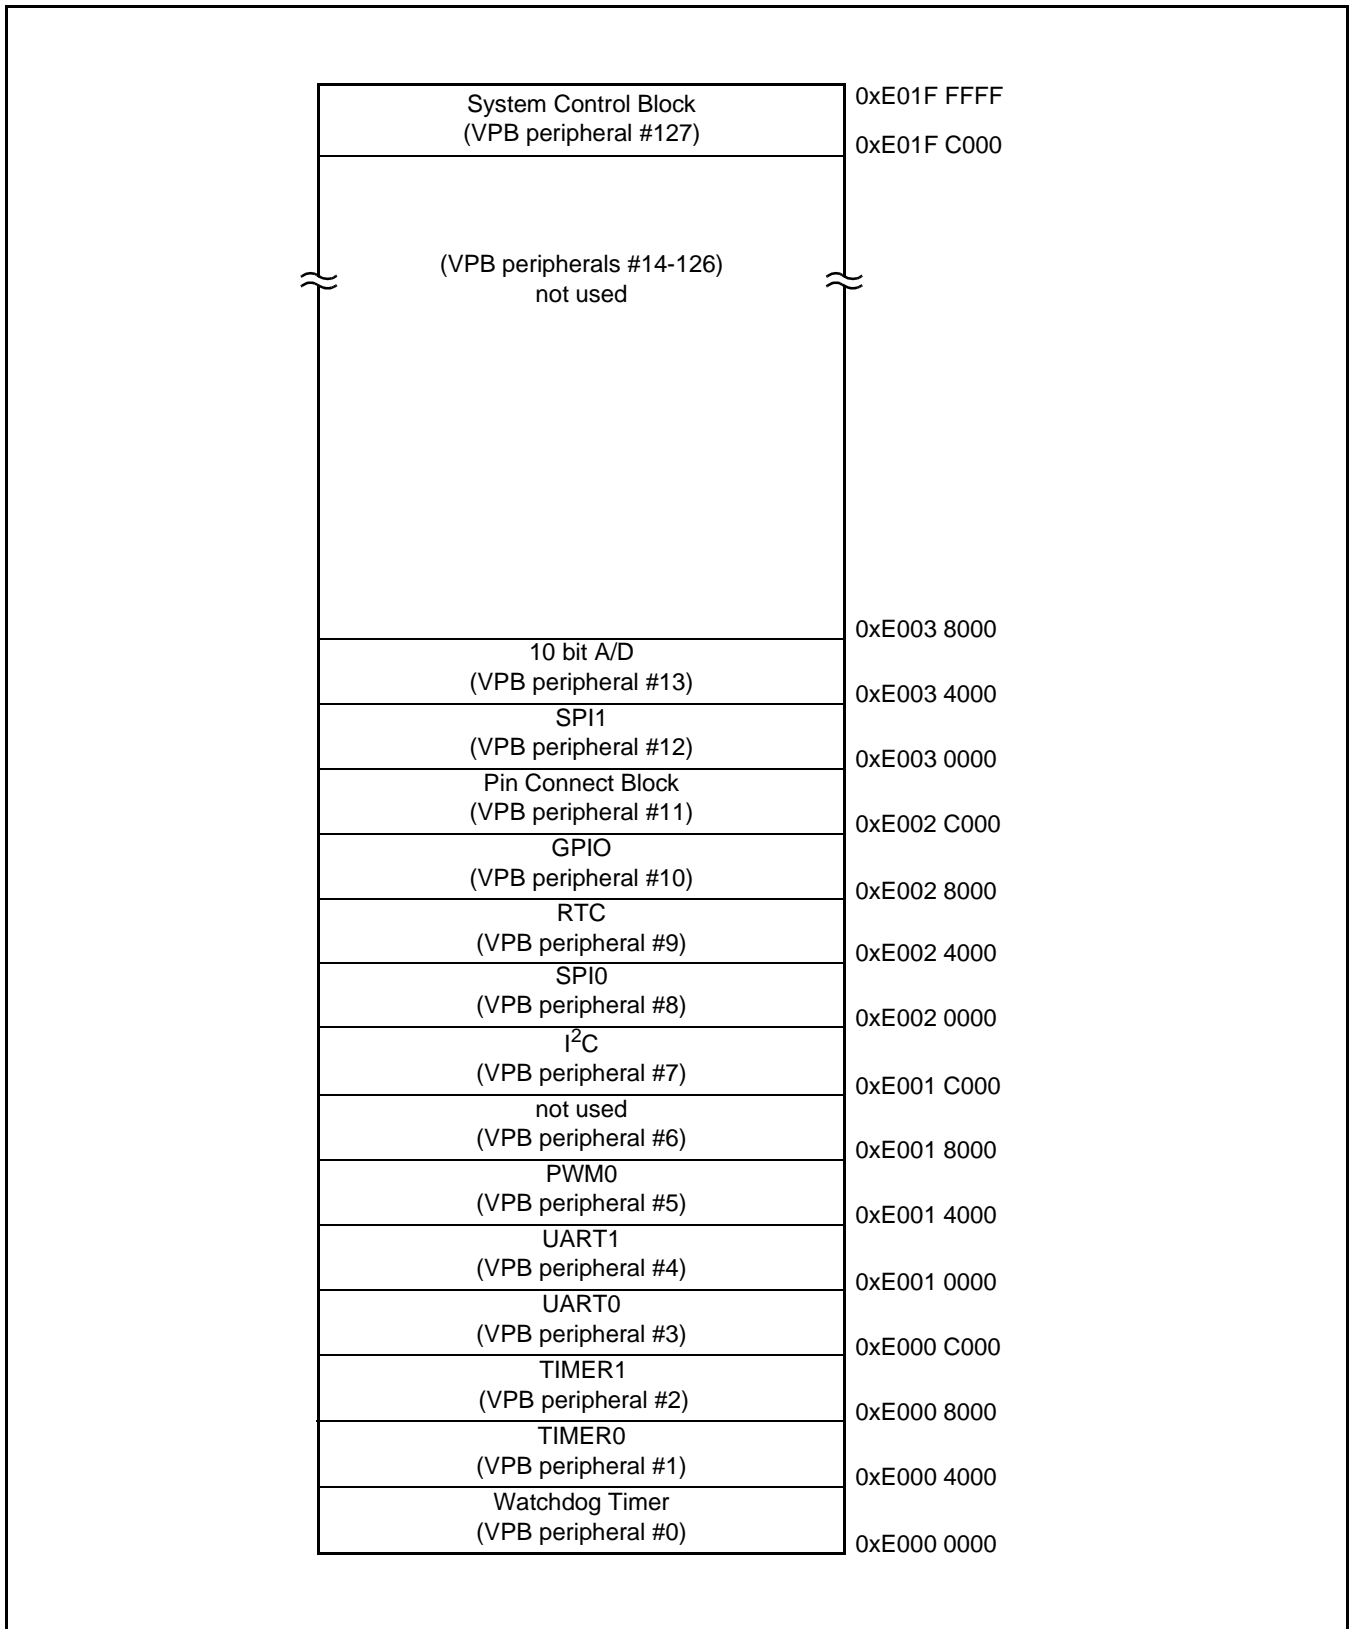 System Control Block
(VPB peripheral #127)
0xE01F FFFF
0xE01F C000
(VPB peripherals #14-126)
not used
0xE003 8000
10 bit A/D
(VPB peripheral #13)
0xE003 4000
SPI1
(VPB peripheral #12)
0xE003 0000
Pin Connect Block
(VPB peripheral #11)
0xE002 C000
GPIO
(VPB peripheral #10)
0xE002 8000
RTC
(VPB peripheral #9)
0xE002 4000
SPI0
(VPB peripheral #8)
0xE002 0000
I²C
(VPB peripheral #7)
0xE001 C000
not used
(VPB peripheral #6)
0xE001 8000
PWM0
(VPB peripheral #5)
0xE001 4000
UART1
(VPB peripheral #4)
0xE001 0000
UART0
(VPB peripheral #3)
0xE000 C000
TIMER1
(VPB peripheral #2)
0xE000 8000
TIMER0
(VPB peripheral #1)
0xE000 4000
Watchdog Timer
(VPB peripheral #0)
0xE000 0000